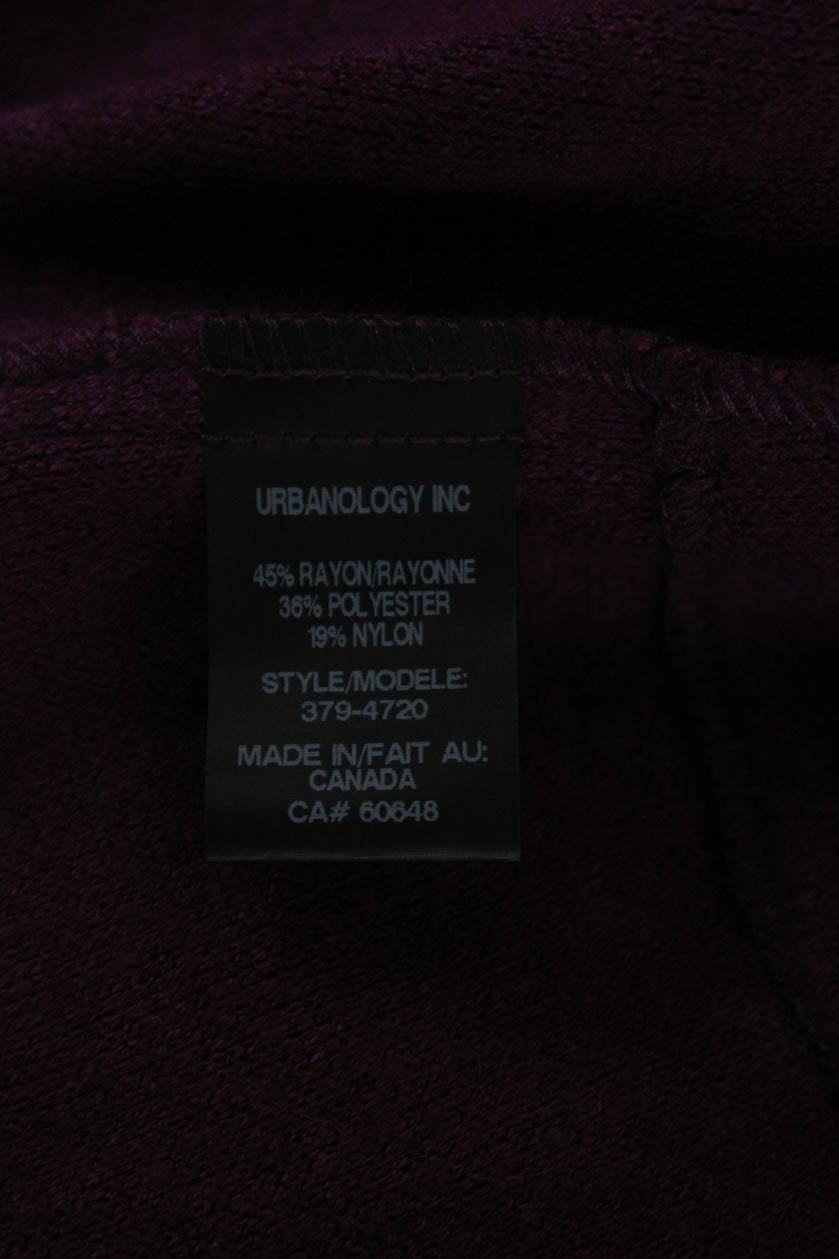 URBANOLOGY INC
45% RAYON/RAYONNE
36% POLYESTER
19% NYLON
STYLE/MODELE:
379-4720
MADE IN/FAIT AU:
CANADA
CA# 60648